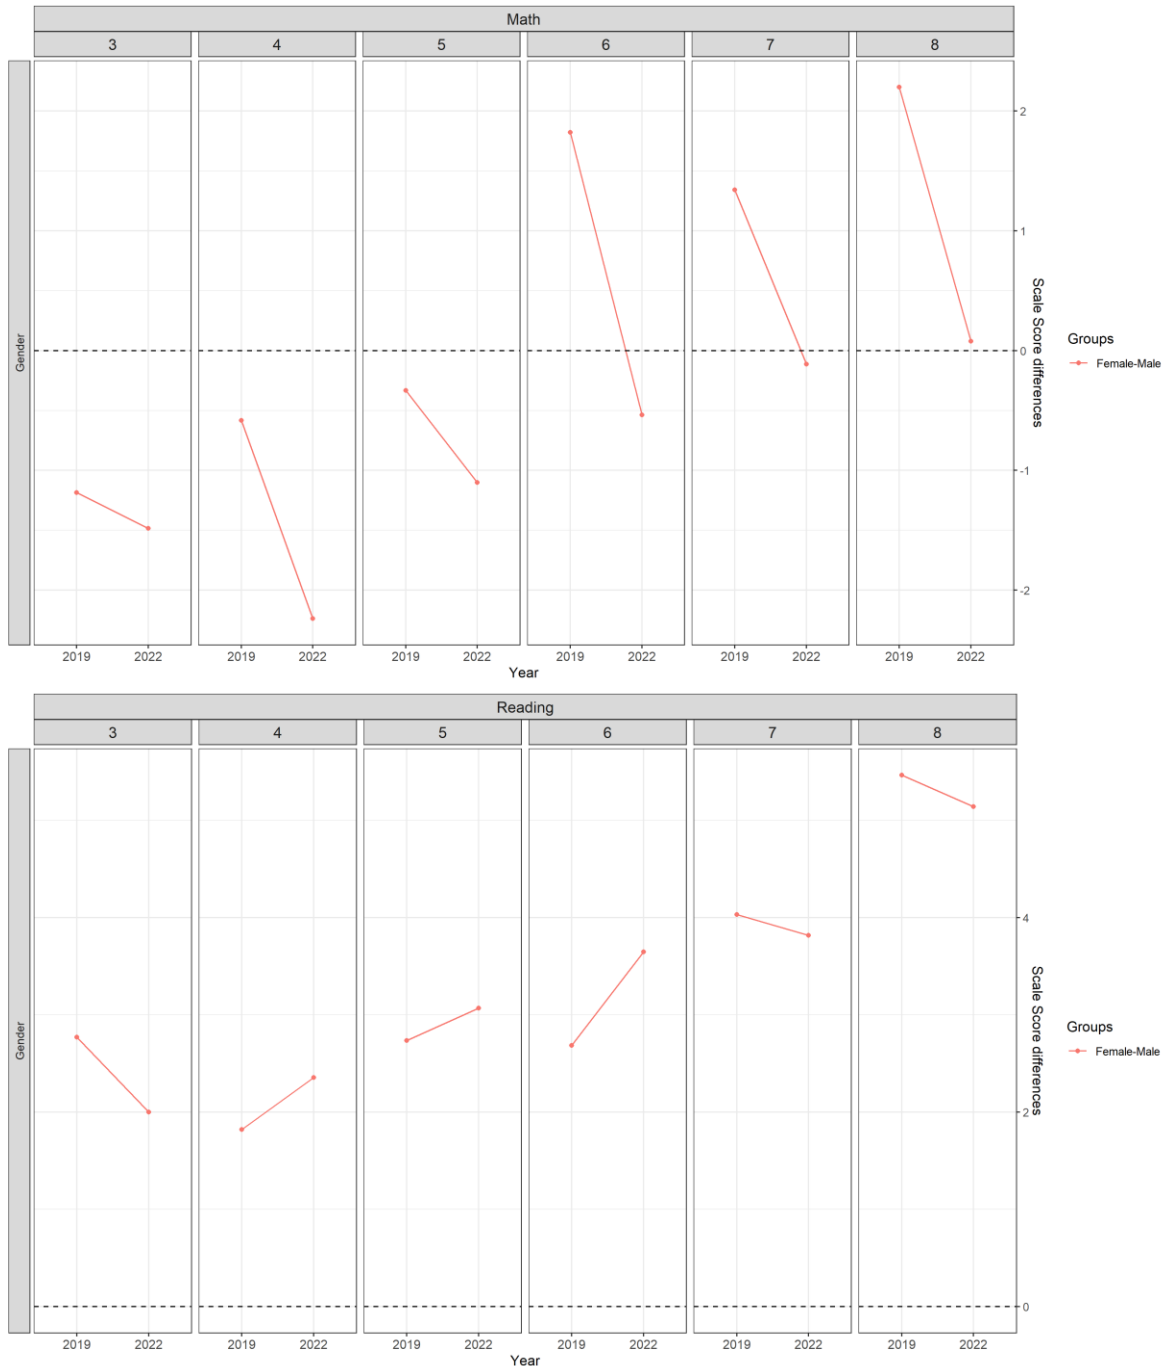 Math
3 4 5 6 7 8
Gender
2
1
0
-1
-2
Scale Score differences
Groups
Female-Male
2019 2022 2019 2022 2019 2022 2019 2022 2019 2022 2019 2022
Year
Reading
3 4 5 6 7 8
Gender
4
2
0
Scale Score differences
Groups
Female-Male
2019 2022 2019 2022 2019 2022 2019 2022 2019 2022 2019 2022
Year